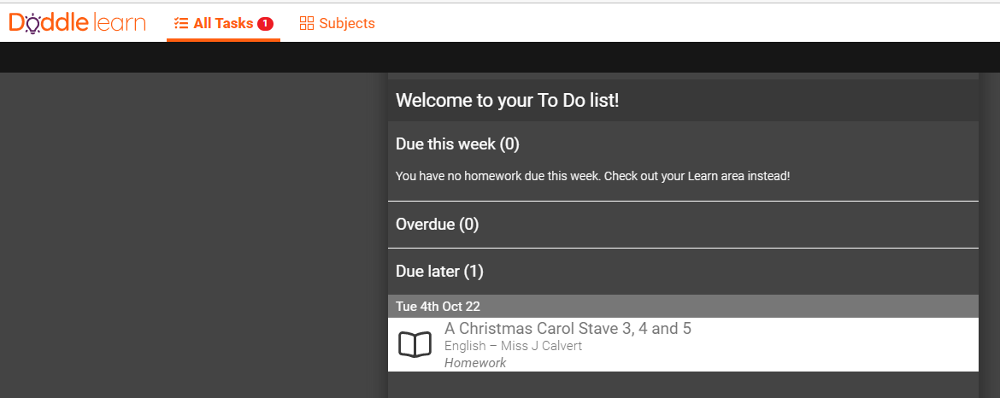 Doddle learn
All Tasks 1
Subjects
Welcome to your To Do list!
Due this week (0)
You have no homework due this week. Check out your Learn area instead!
Overdue (0)
Due later (1)
Tue 4th Oct 22
A Christmas Carol Stave 3, 4 and 5
English – Miss J Calvert
Homework